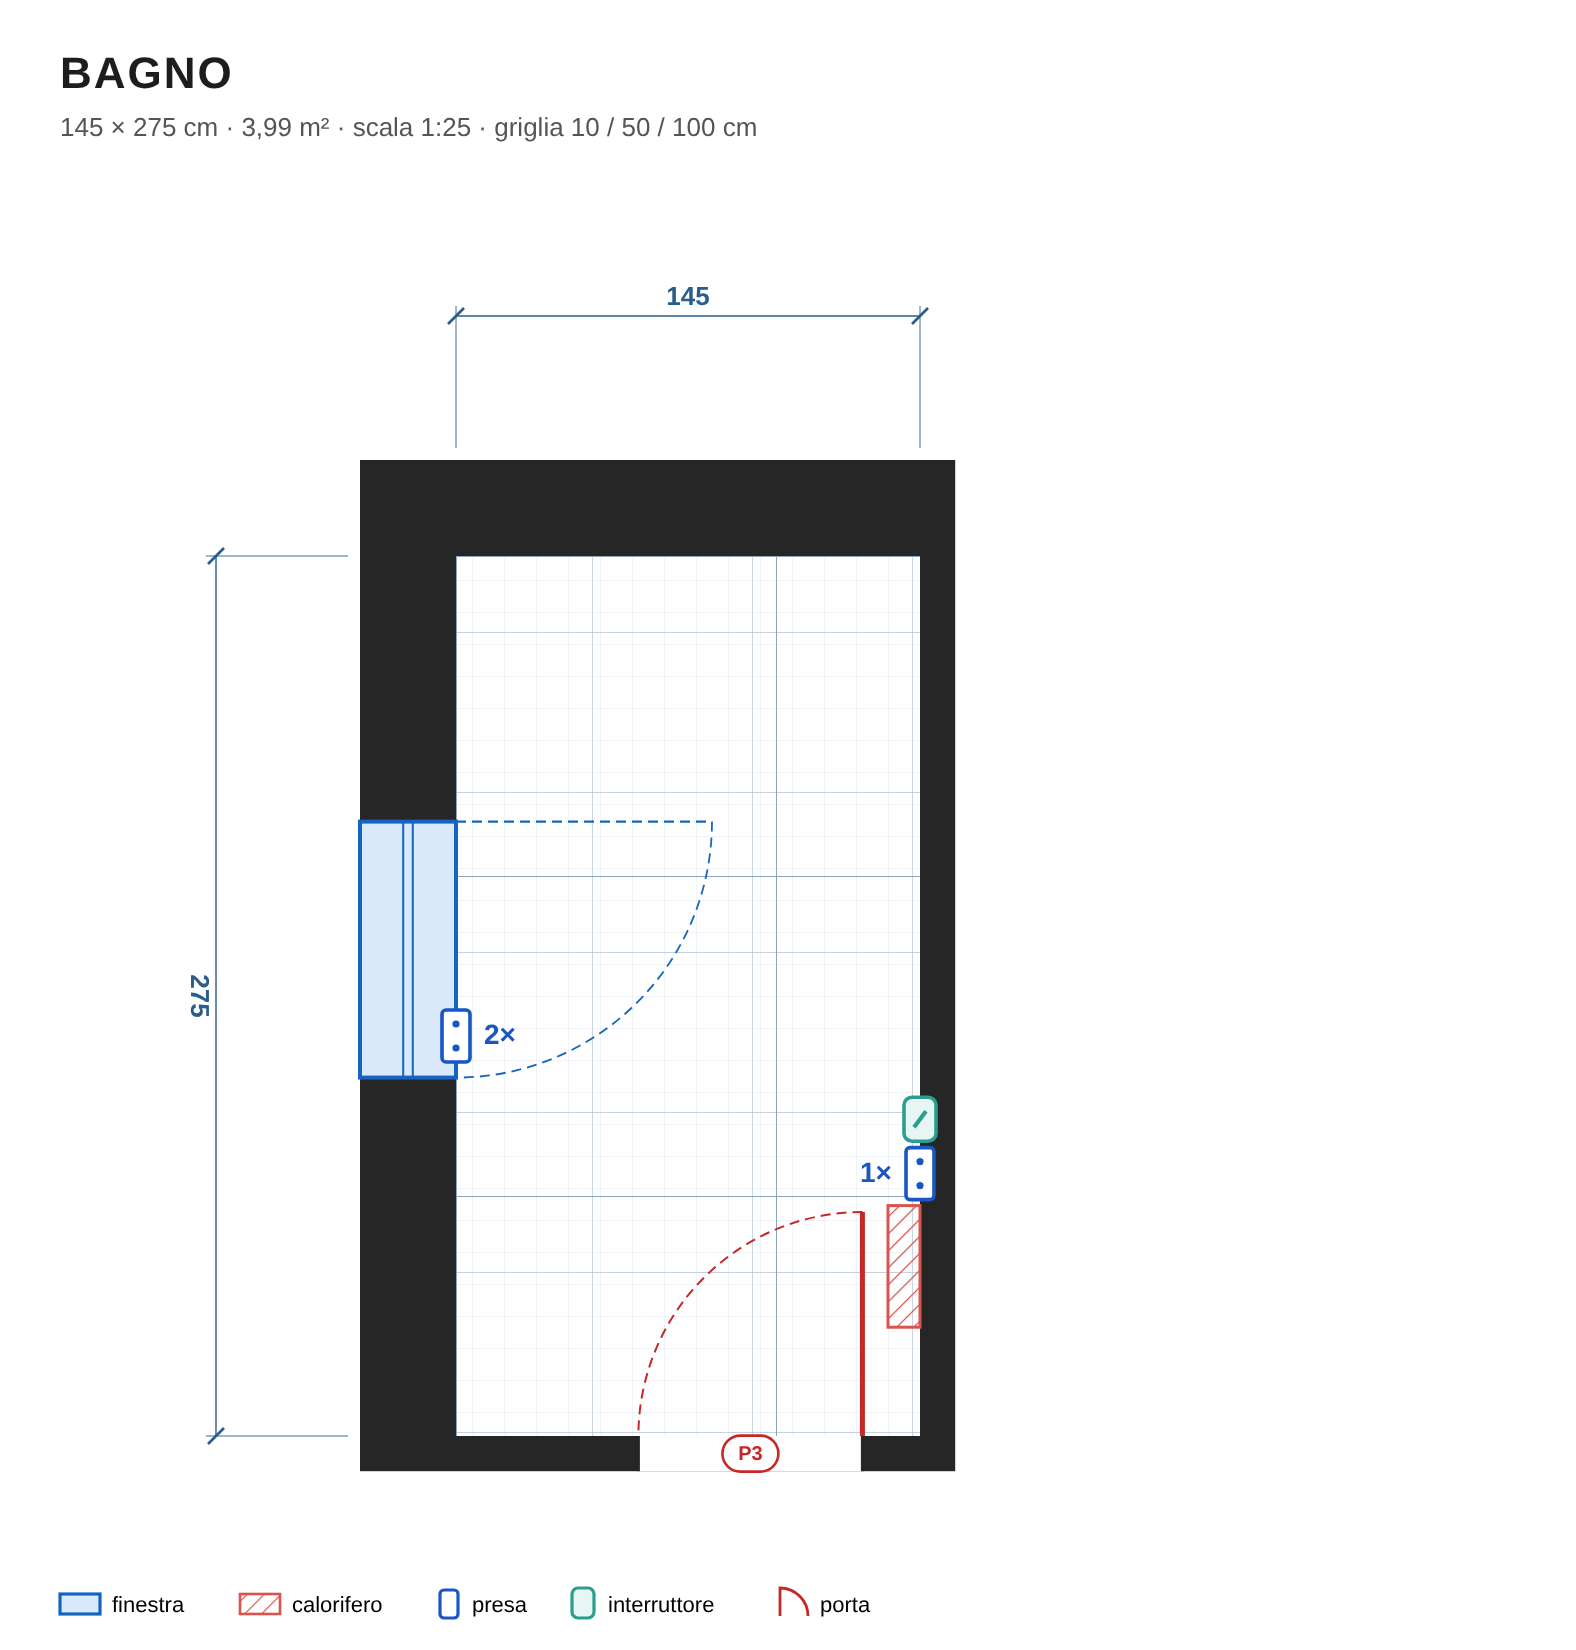 BAGNO
145 × 275 cm · 3,99 m² · scala 1:25 · griglia 10 / 50 / 100 cm
145
275
2×
1×
P3
finestra
calorifero
presa
interruttore
porta